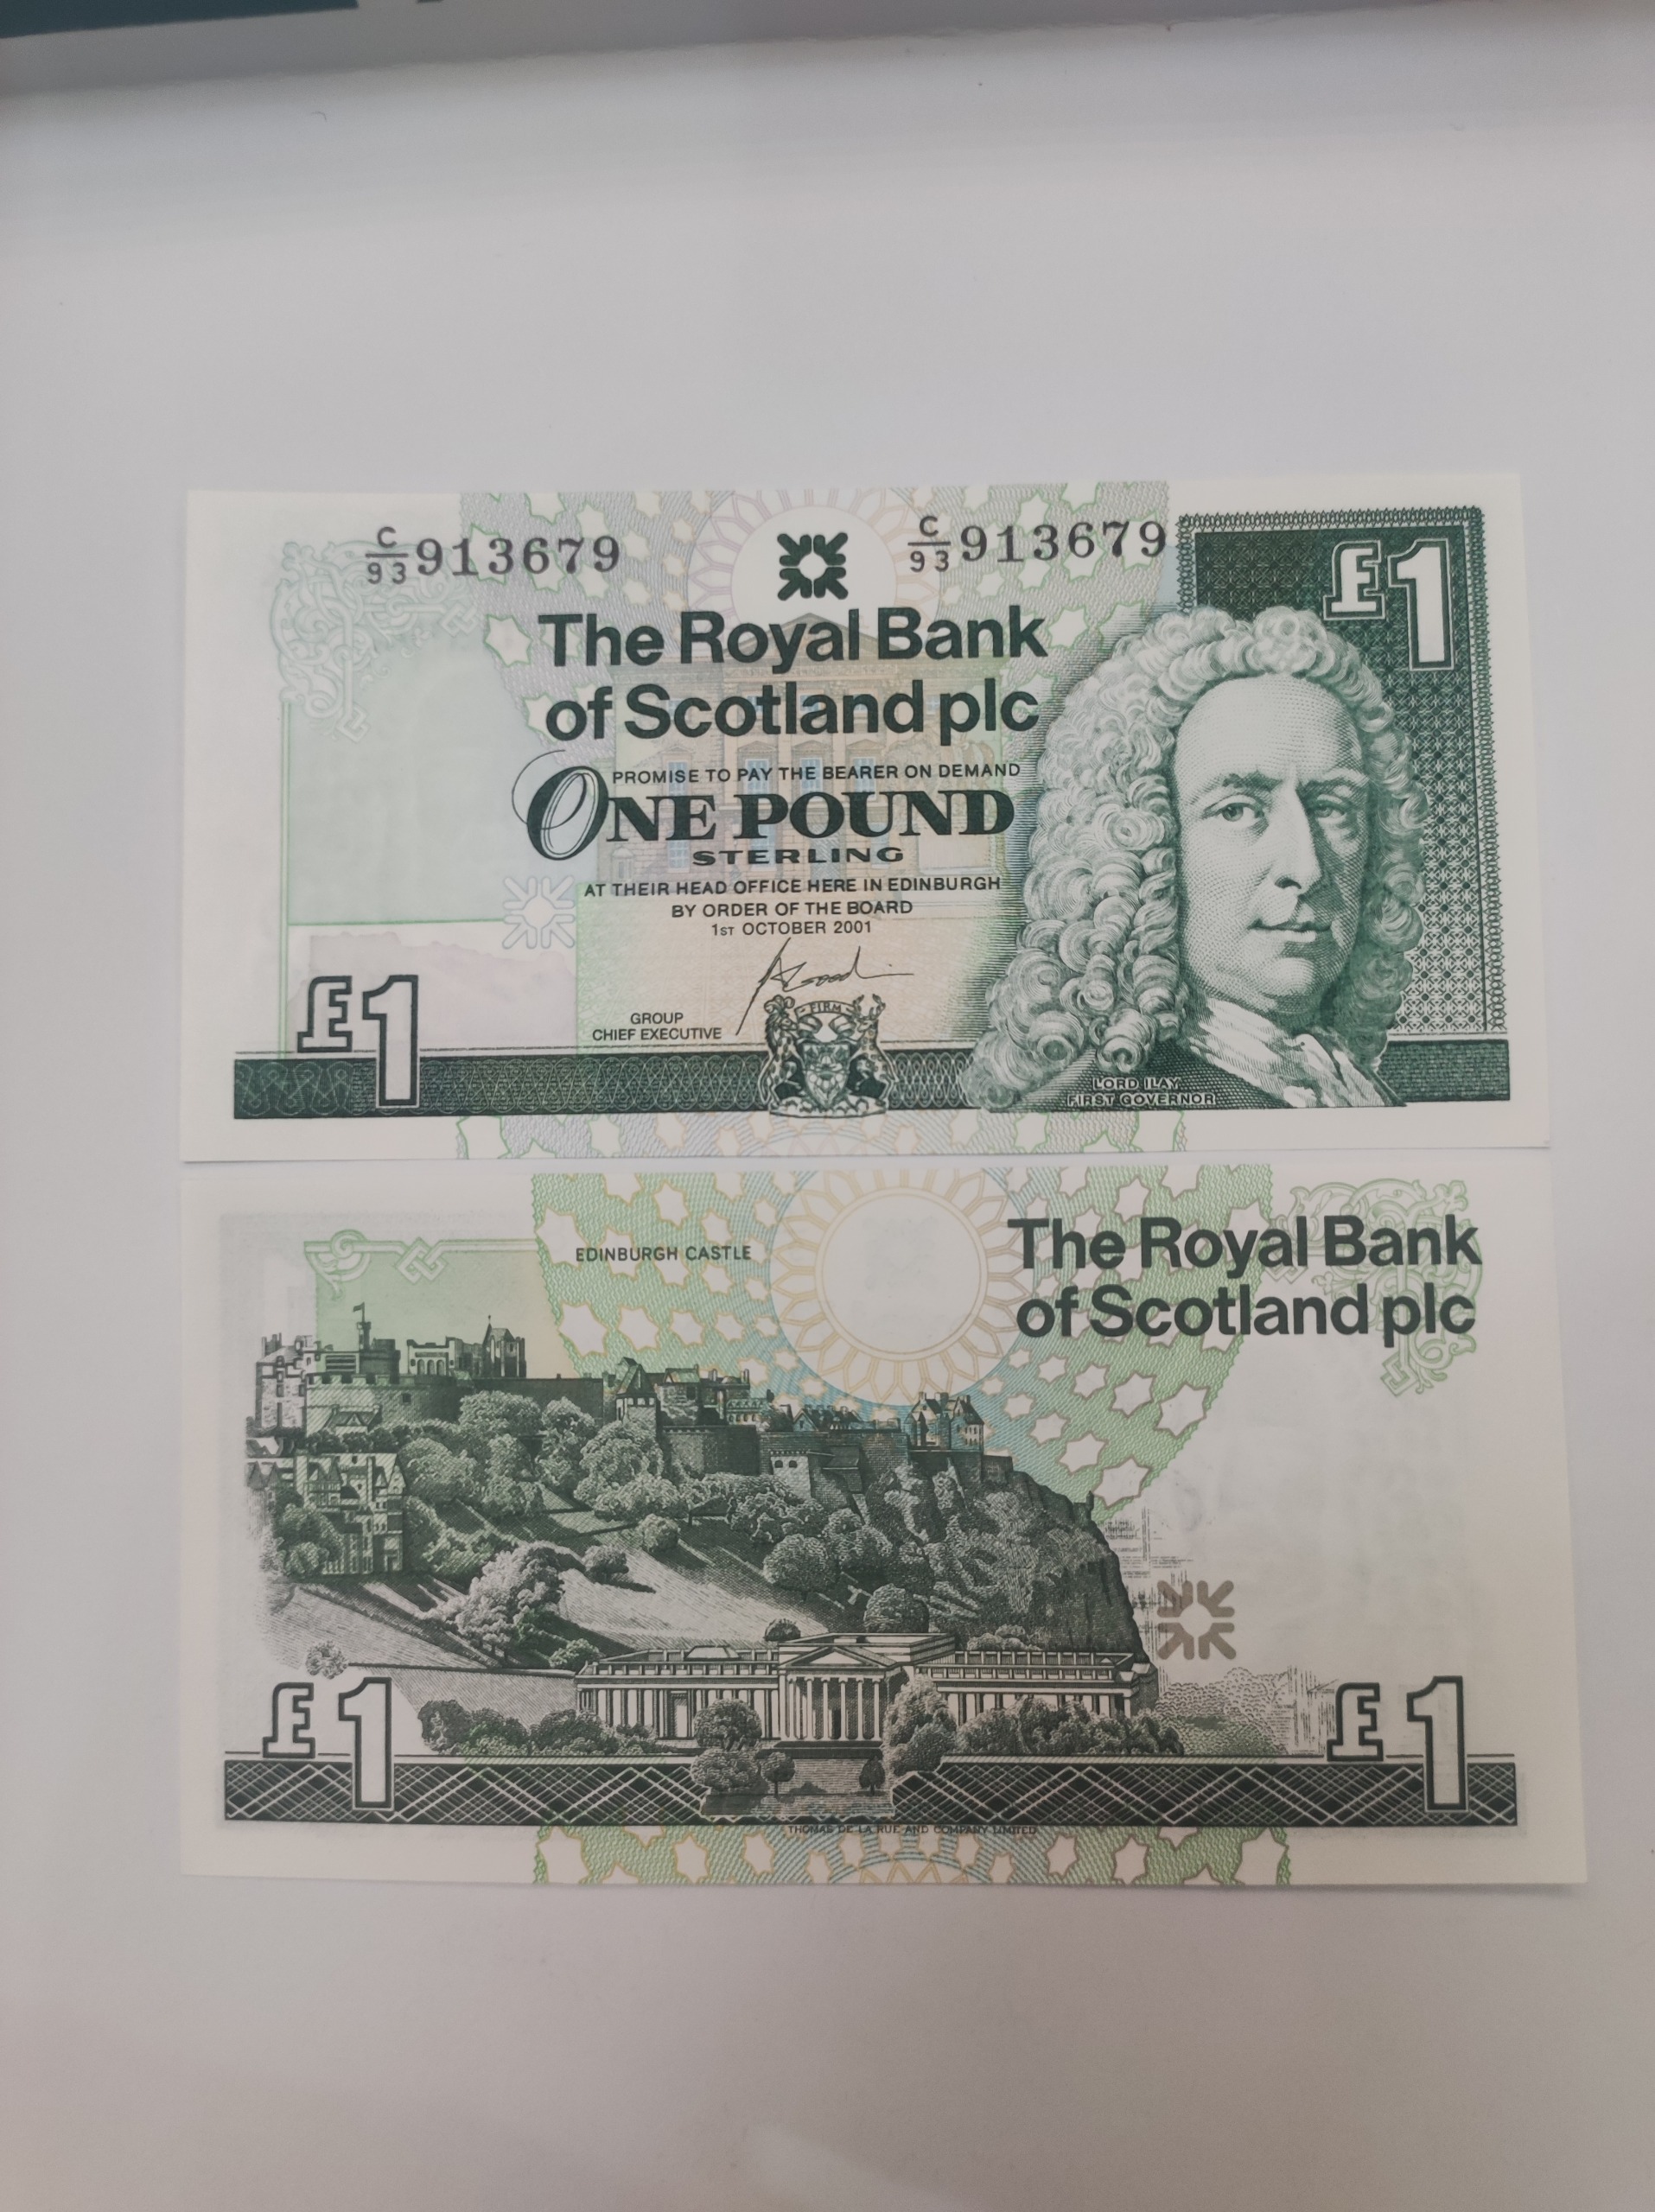 C/93 913679 C/93 913679
£1
The Royal Bank
of Scotland plc
PROMISE TO PAY THE BEARER ON DEMAND
ONE POUND
STERLING
AT THEIR HEAD OFFICE HERE IN EDINBURGH
BY ORDER OF THE BOARD
1ST OCTOBER 2001
FIRM
GROUP
CHIEF EXECUTIVE
£1
LORD ILAY
FIRST GOVERNOR
EDINBURGH CASTLE
The Royal Bank
of Scotland plc
£1 £1
THOMAS DE LA RUE AND COMPANY LIMITED